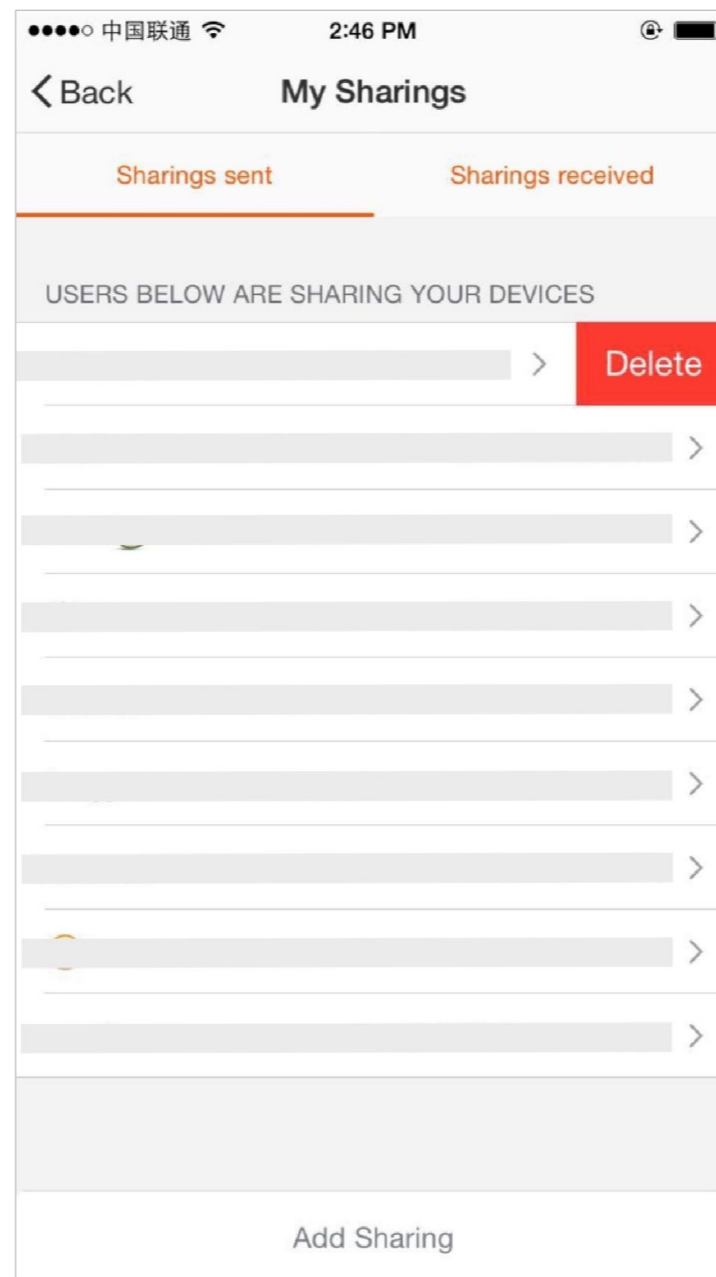 中国联通 2:46 PM
Back My Sharings
Sharings sent Sharings received
USERS BELOW ARE SHARING YOUR DEVICES
Delete
Add Sharing